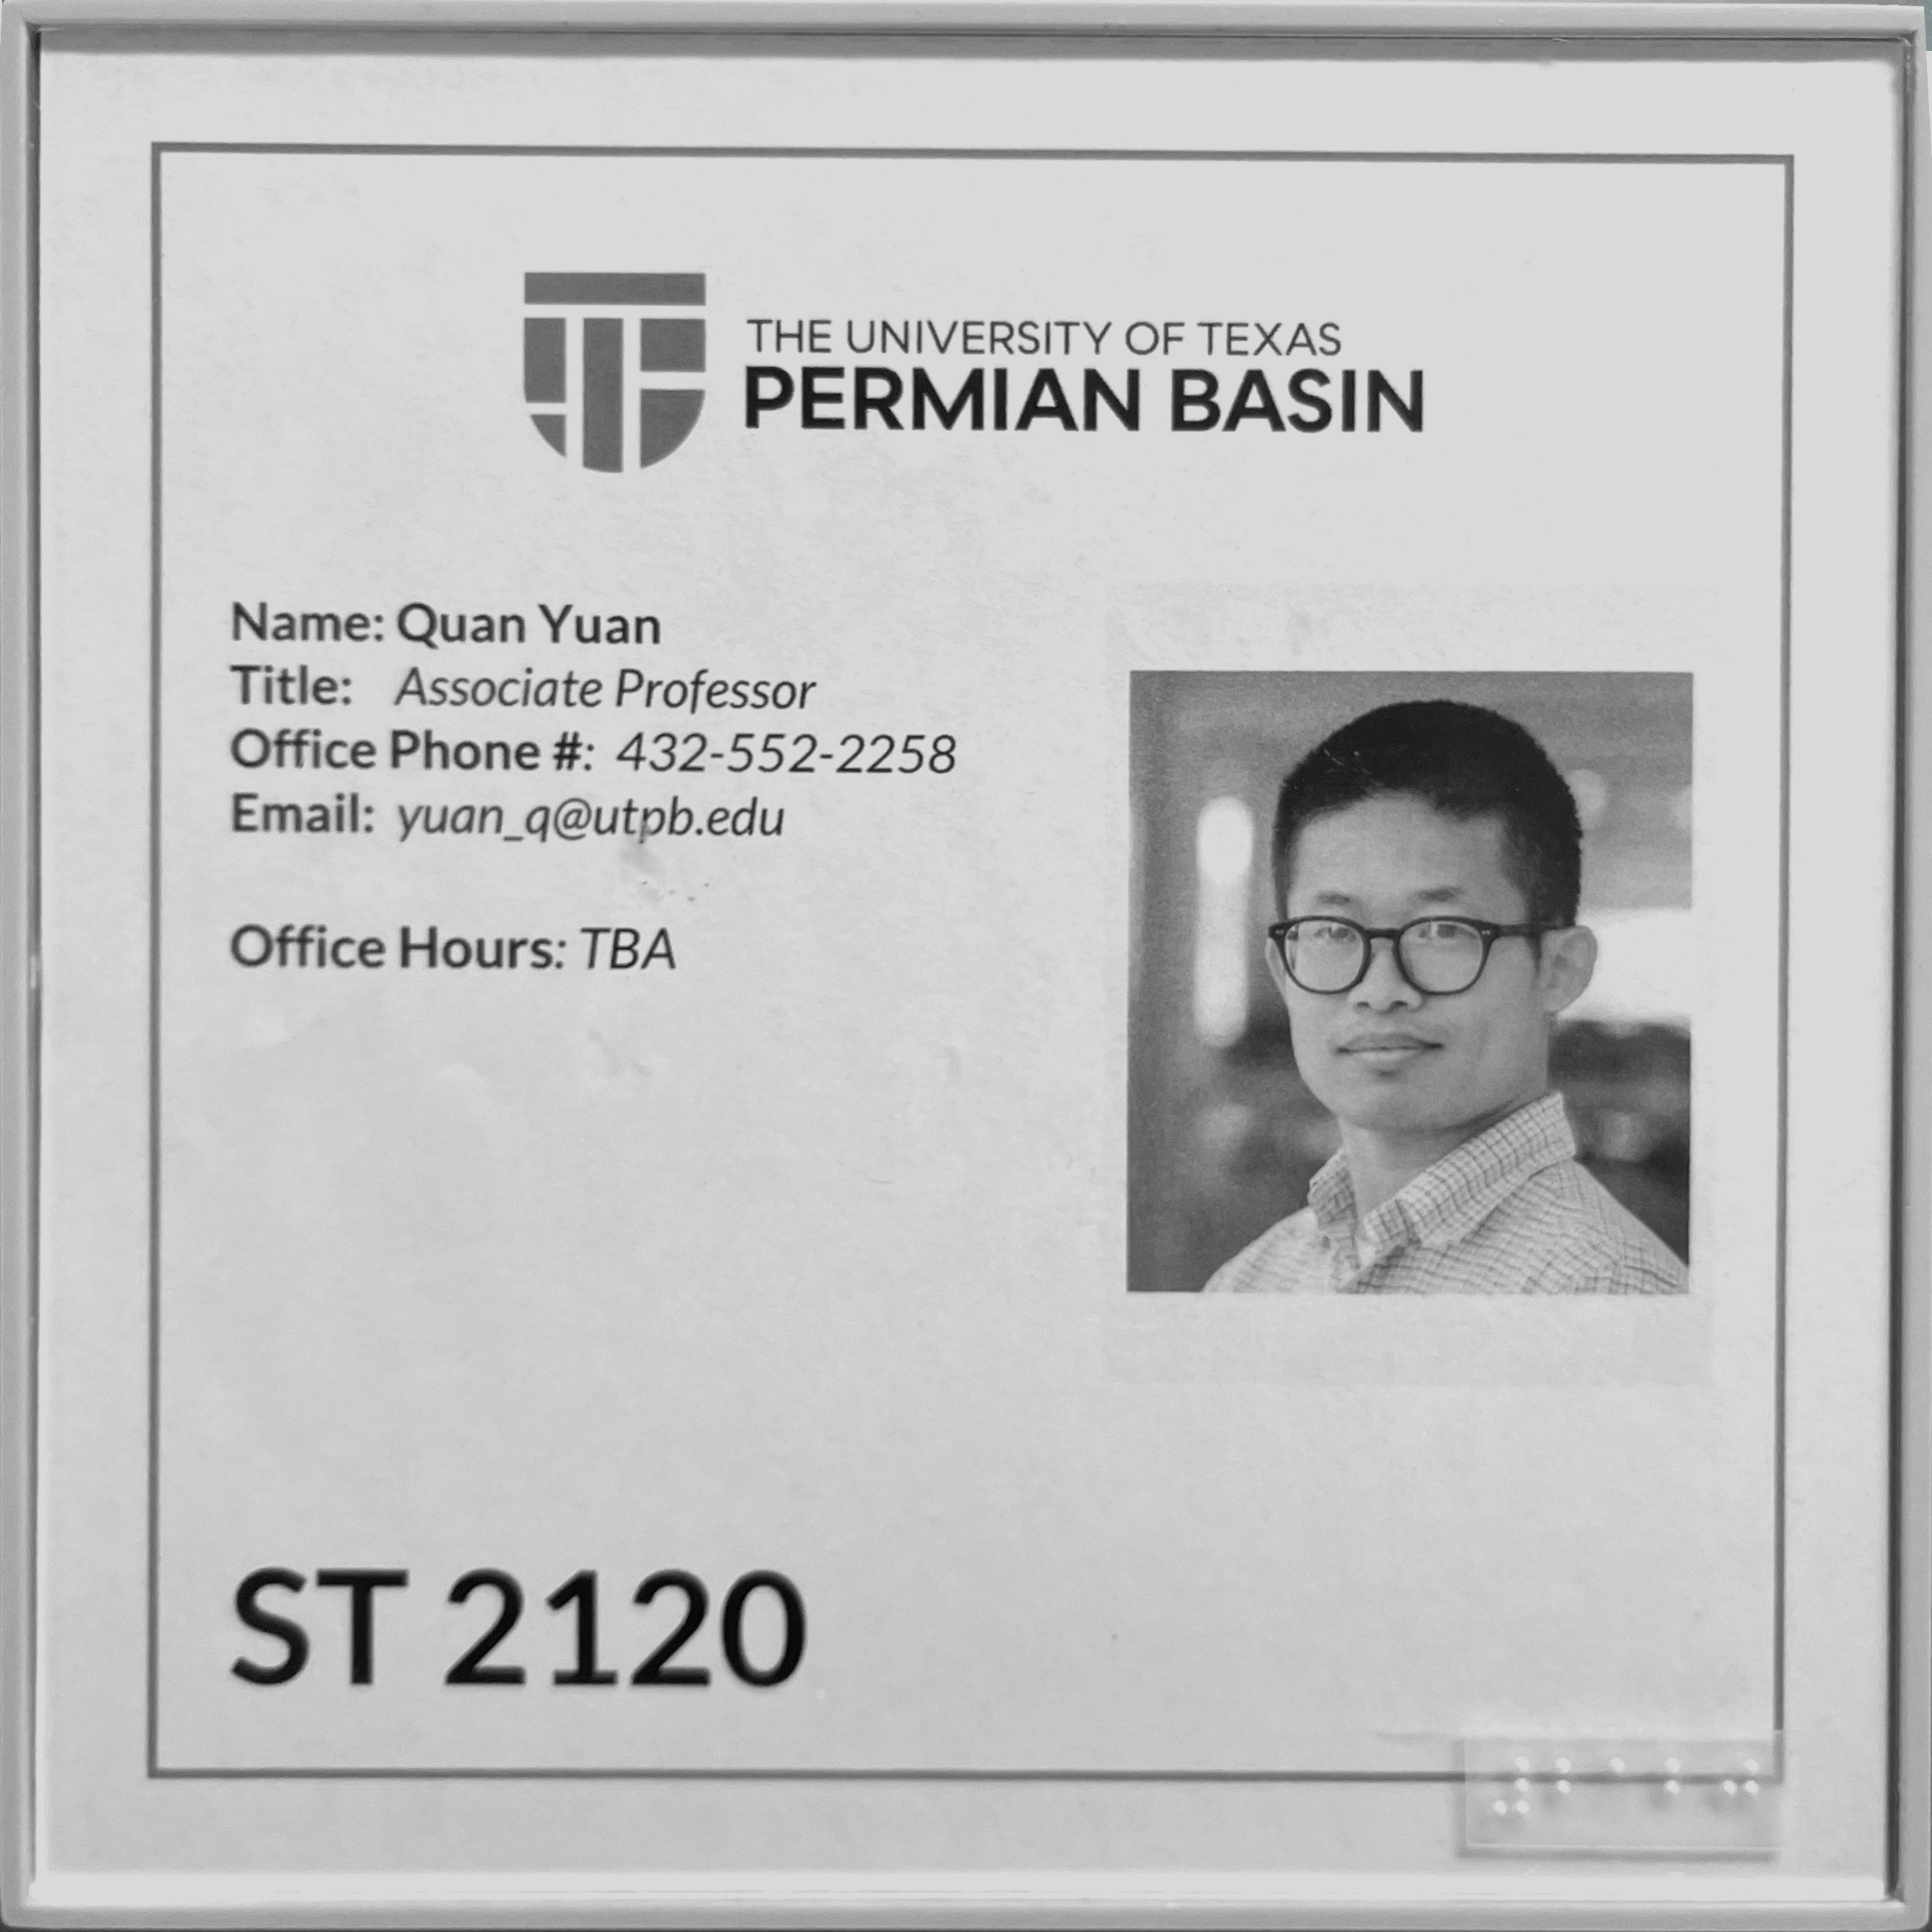 THE UNIVERSITY OF TEXAS
PERMIAN BASIN
Name: Quan Yuan
Title: Associate Professor
Office Phone #: 432-552-2258
Email: yuan_q@utpb.edu
Office Hours: TBA
ST 2120
⠼⠃⠁⠃⠚